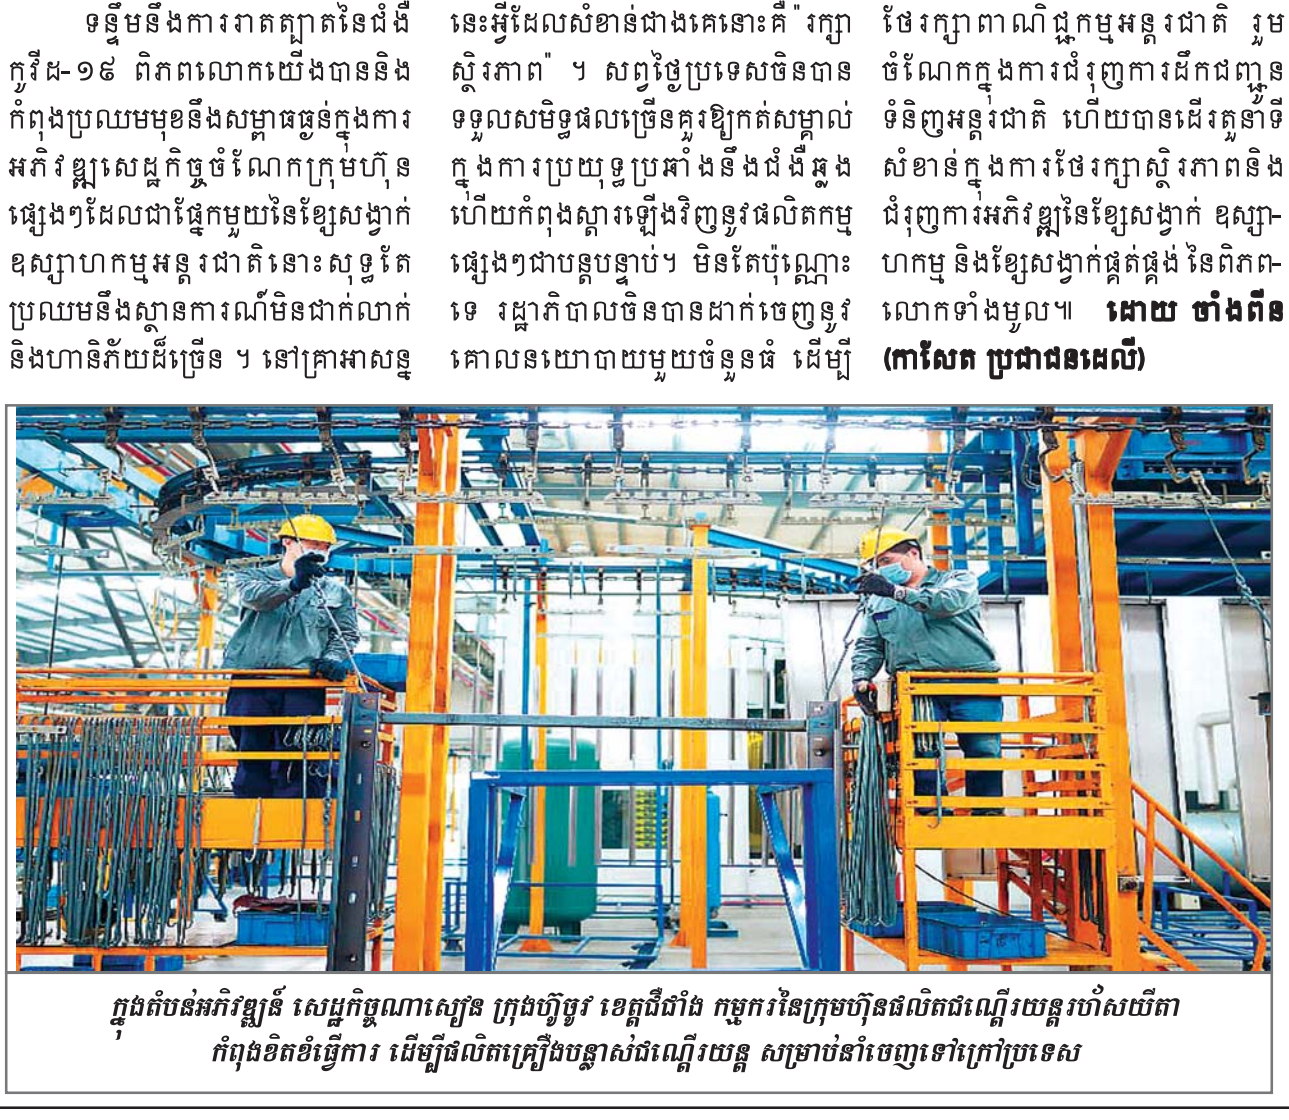 ទន្ទឹមនឹងការរាតត្បាតនៃជំងឺ
កូវីដ-១៩ ពិភពលោកយើងបាននិង
កំពុងប្រឈមមុខនឹងសម្ពាធធ្ងន់ក្នុងការ
អភិវឌ្ឍសេដ្ឋកិច្ចចំណែកក្រុមហ៊ុន
ផ្សេងៗដែលជាផ្នែកមួយនៃខ្សែសង្វាក់
ឧស្សាហកម្មអន្តរជាតិនោះសុទ្ធតែ
ប្រឈមនឹងស្ថានការណ៍មិនជាក់លាក់
និងហានិភ័យដ៏ច្រើន ។ នៅគ្រាអាសន្ន
នេះអ្វីដែលសំខាន់ជាងគេនោះគឺ "រក្សា
ស្ថិរភាព" ។ សព្វថ្ងៃប្រទេសចិនបាន
ទទួលសមិទ្ធផលច្រើនគួរឱ្យកត់សម្គាល់
ក្នុងការប្រយុទ្ធប្រឆាំងនឹងជំងឺឆ្លង
ហើយកំពុងស្តារឡើងវិញនូវផលិតកម្ម
ផ្សេងៗជាបន្តបន្ទាប់។ មិនតែប៉ុណ្ណោះ
ទេ រដ្ឋាភិបាលចិនបានដាក់ចេញនូវ
គោលនយោបាយមួយចំនួនធំ ដើម្បី
ថែរក្សាពាណិជ្ជកម្មអន្តរជាតិ រួម
ចំណែកក្នុងការជំរុញការដឹកជញ្ជូន
ទំនិញអន្តរជាតិ ហើយបានដើរតួនាទី
សំខាន់ក្នុងការថែរក្សាស្ថិរភាពនិង
ជំរុញការអភិវឌ្ឍនៃខ្សែសង្វាក់ ឧស្សា-
ហកម្ម និងខ្សែសង្វាក់ផ្គត់ផ្គង់ នៃពិភព-
លោកទាំងមូល៕ ដោយ ចាំងពីន
(កាសែត ប្រជាជនដេលី)
ក្នុងតំបន់អភិវឌ្ឍន៍ សេដ្ឋកិច្ចណាសៀន ក្រុងហ៊ូចូវ ខេត្តជឺជាំង កម្មករនៃក្រុមហ៊ុនផលិតជណ្តើរយន្តរហ័សយីតា
កំពុងខិតខំធ្វើការ ដើម្បីផលិតគ្រឿងបន្លាស់ជណ្តើរយន្ត សម្រាប់នាំចេញទៅក្រៅប្រទេស